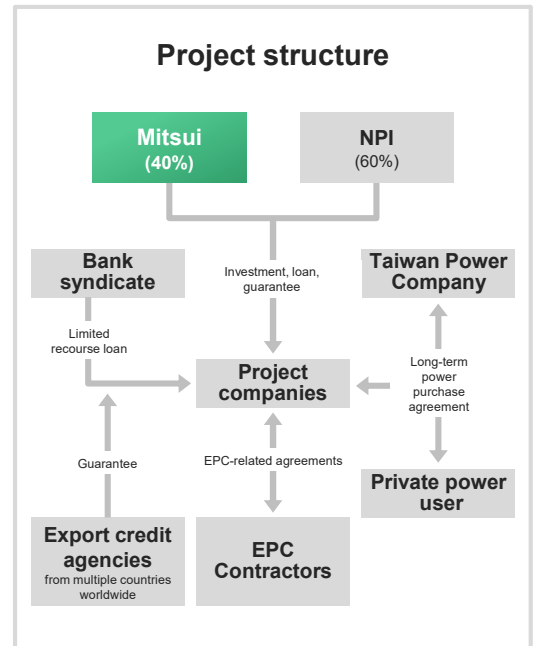 Project structure
Mitsui
(40%)
NPI
(60%)
Bank
syndicate
Investment, loan,
guarantee
Taiwan Power
Company
Limited
recourse loan
Project
companies
Long-term
power
purchase
agreement
Guarantee
EPC-related agreements
Private power
user
Export credit
agencies
from multiple countries
worldwide
EPC
Contractors